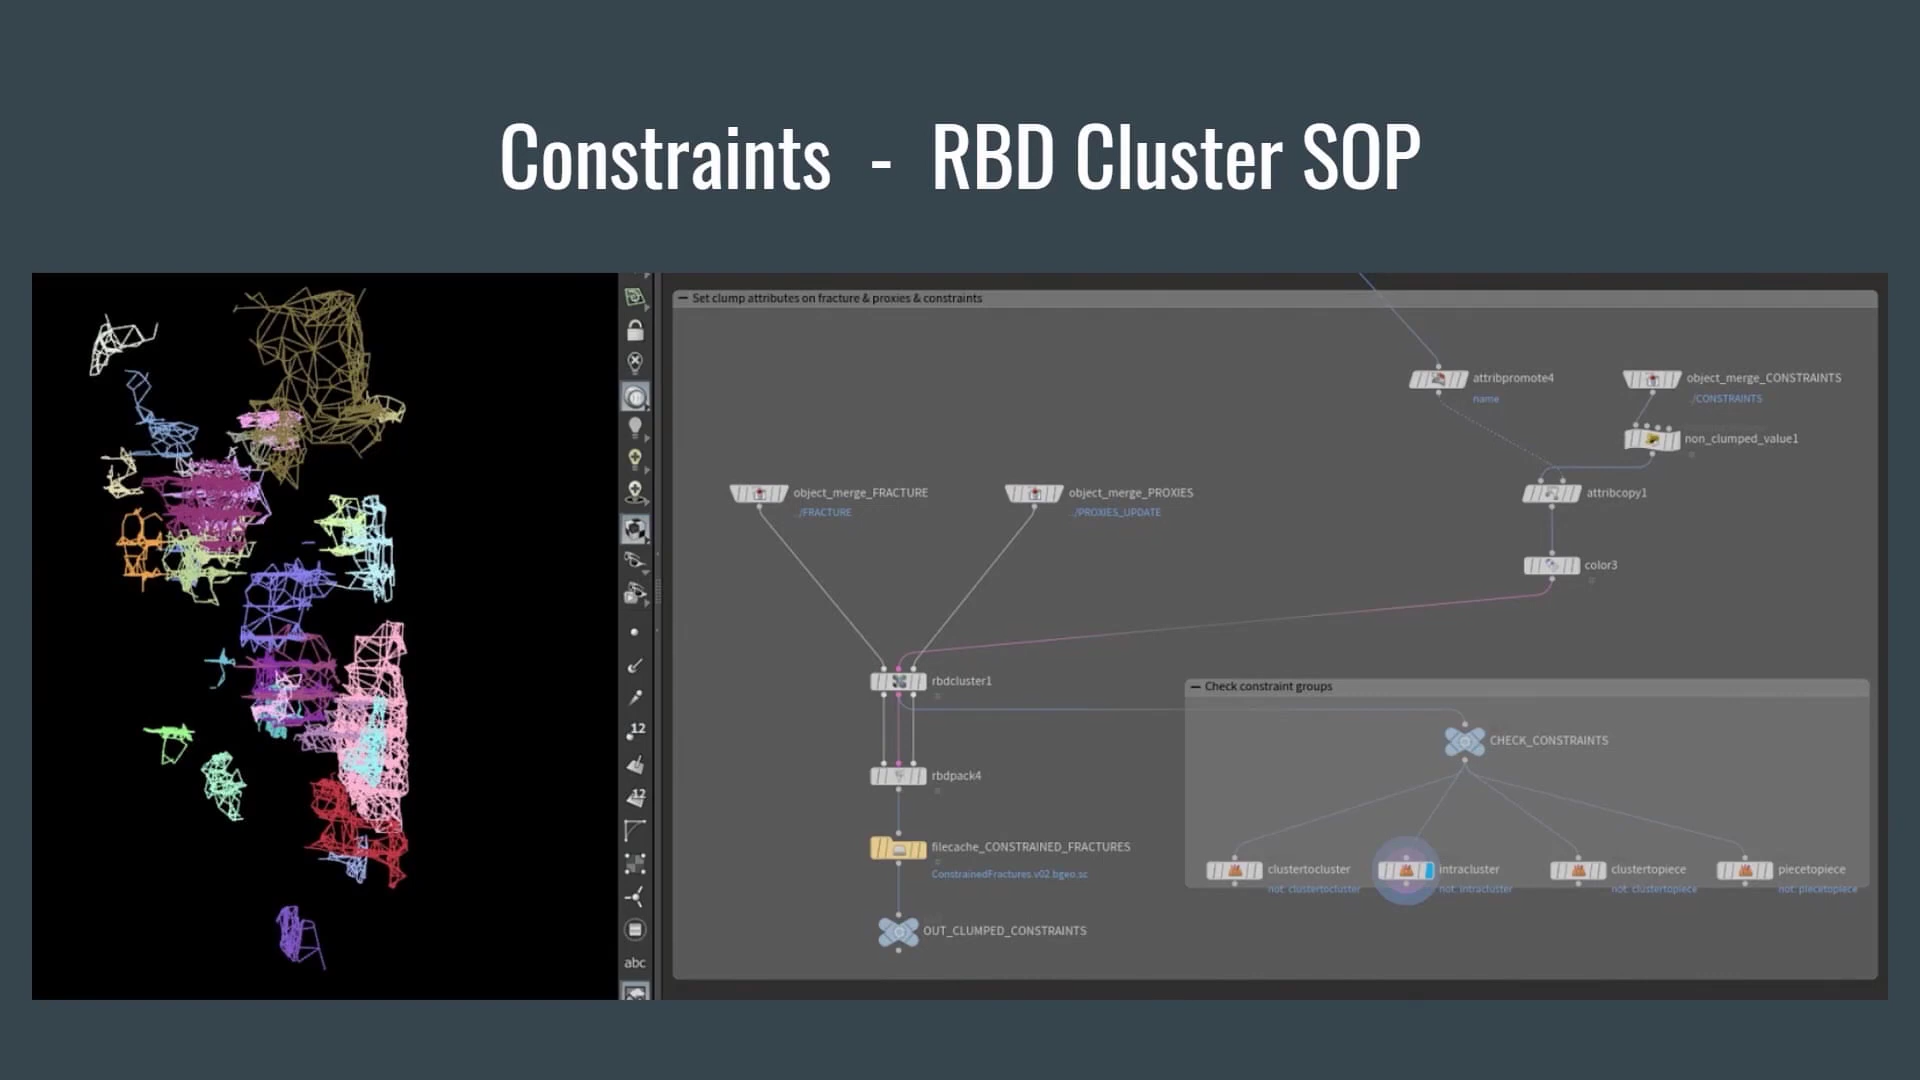 Constraints - RBD Cluster SOP
Set clump attributes on fracture & proxies & constraints
attribpromote4
name
object_merge_CONSTRAINTS
./CONSTRAINTS
non_clumped_value1
object_merge_FRACTURE
../FRACTURE
object_merge_PROXIES
../PROXIES_UPDATE
attribcopy1
color3
rbdcluster1
Check constraint groups
CHECK_CONSTRAINTS
rbdpack4
filecache_CONSTRAINED_FRACTURES
ConstrainedFractures.v02.bgeo.sc
clustertocluster
not: clustertocluster
intracluster
not: intracluster
clustertopiece
not: clustertopiece
piecetopiece
not: piecetopiece
OUT_CLUMPED_CONSTRAINTS
12
12
abc